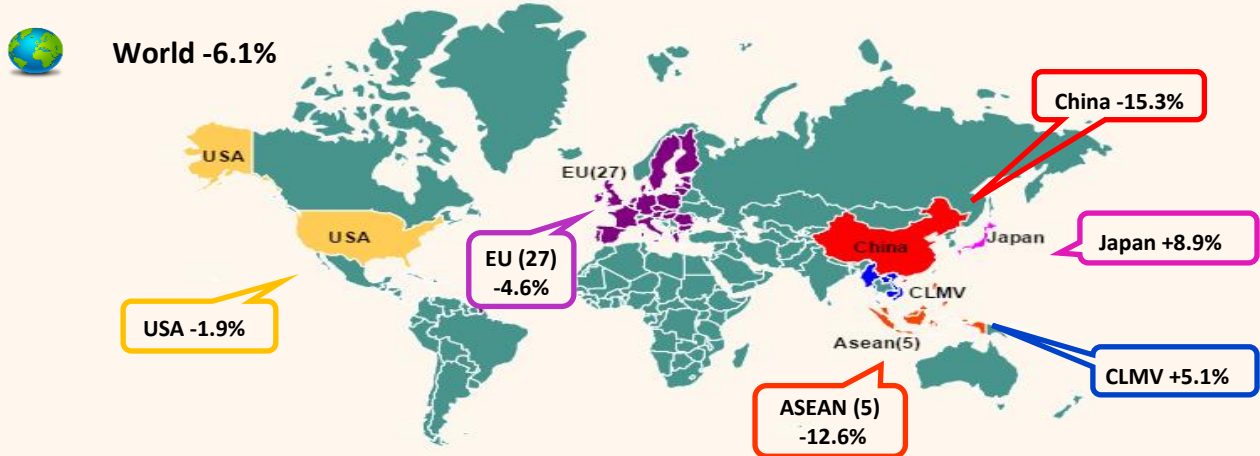 World -6.1%
China -15.3%
USA
EU(27)
USA
China
Japan
Japan +8.9%
EU (27)
-4.6%
CLMV
USA -1.9%
Asean(5)
CLMV +5.1%
ASEAN (5)
-12.6%